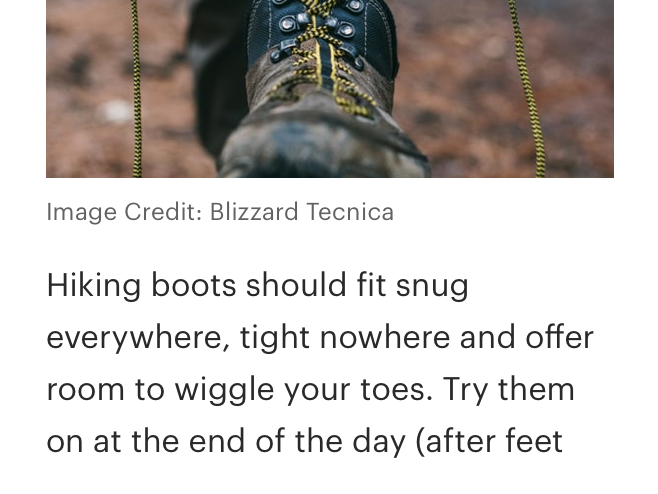 Image Credit: Blizzard Tecnica
Hiking boots should fit snug
everywhere, tight nowhere and offer
room to wiggle your toes. Try them
on at the end of the day (after feet